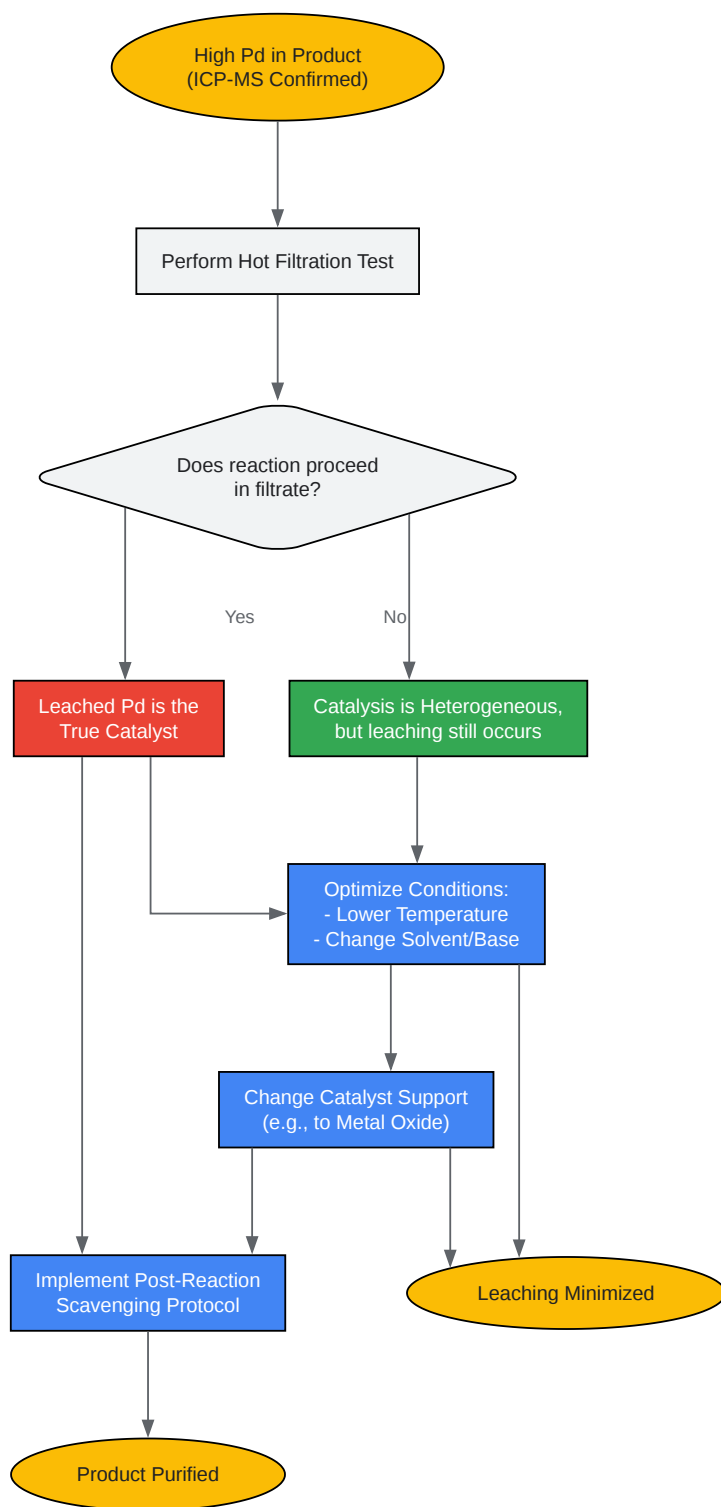 High Pd in Product
(ICP-MS Confirmed)
Perform Hot Filtration Test
Does reaction proceed
in filtrate?
Yes
No
Leached Pd is the
True Catalyst
Catalysis is Heterogeneous,
but leaching still occurs
Optimize Conditions:
- Lower Temperature
- Change Solvent/Base
Change Catalyst Support
(e.g., to Metal Oxide)
Implement Post-Reaction
Scavenging Protocol
Leaching Minimized
Product Purified